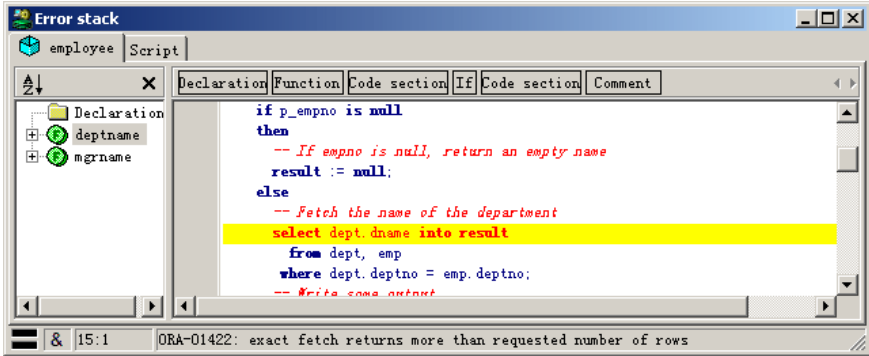 Error stack
employee Script
Declaration Function Code section If Code section Comment
Declaration
deptname
mgrname
if p_empno is null
then
-- If empno is null, return an empty name
result := null;
else
-- Fetch the name of the department
select dept.dname into result
from dept, emp
where dept.deptno = emp.deptno;
-- Write some output
& 15:1 ORA-01422: exact fetch returns more than requested number of rows